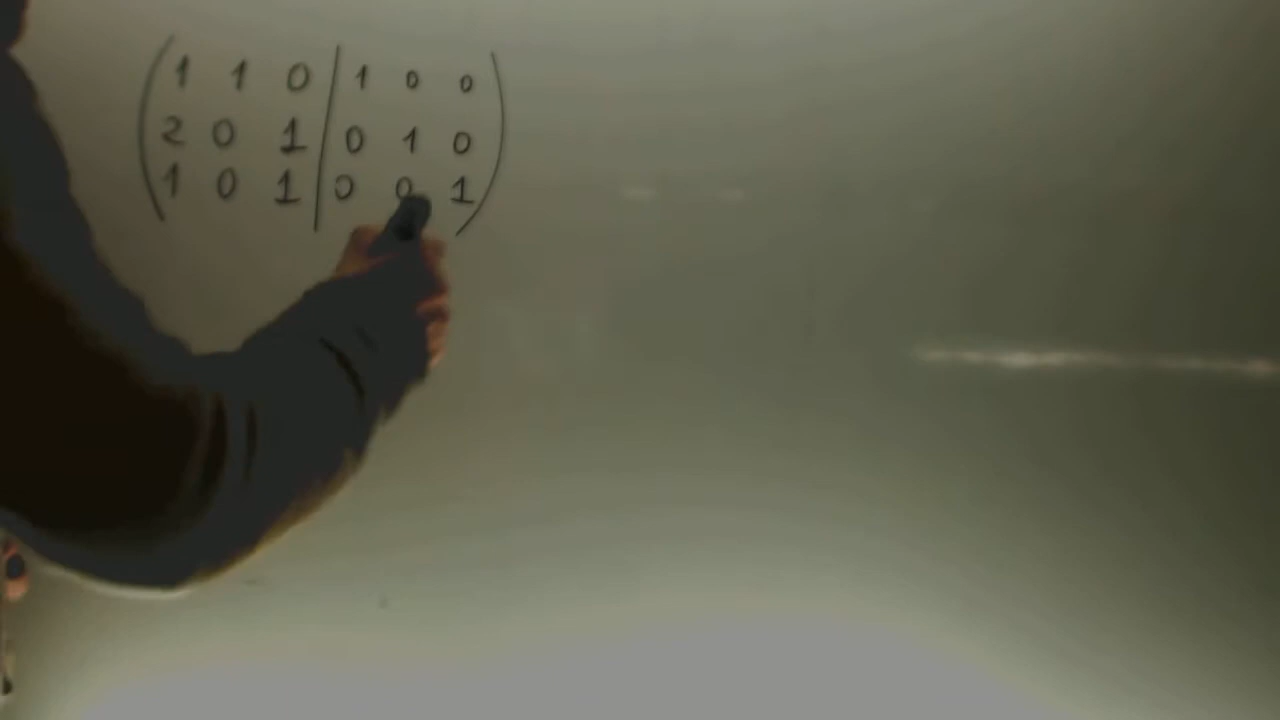 1 1 0 | 1 0 0
2 0 1 | 0 1 0
1 0 1 | 0 0 1